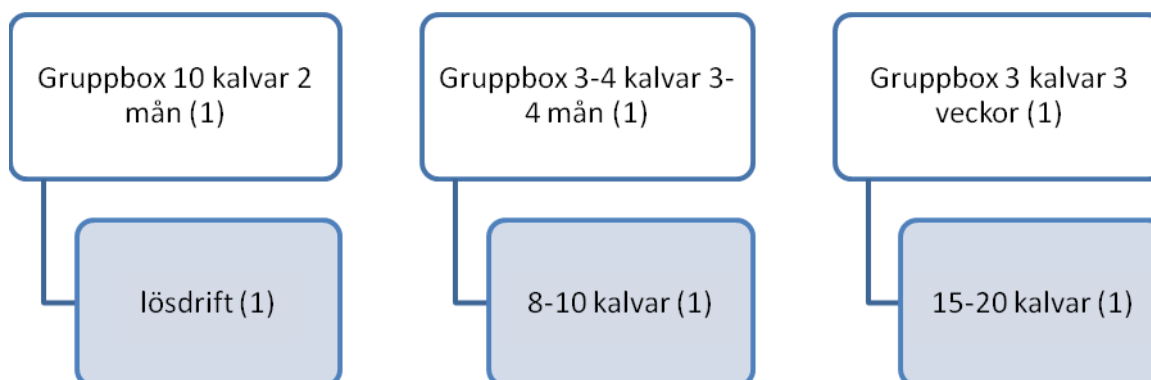 Gruppbox 10 kalvar 2
mån (1)
lösdrift (1)
Gruppbox 3-4 kalvar 3-
4 mån (1)
8-10 kalvar (1)
Gruppbox 3 kalvar 3
veckor (1)
15-20 kalvar (1)